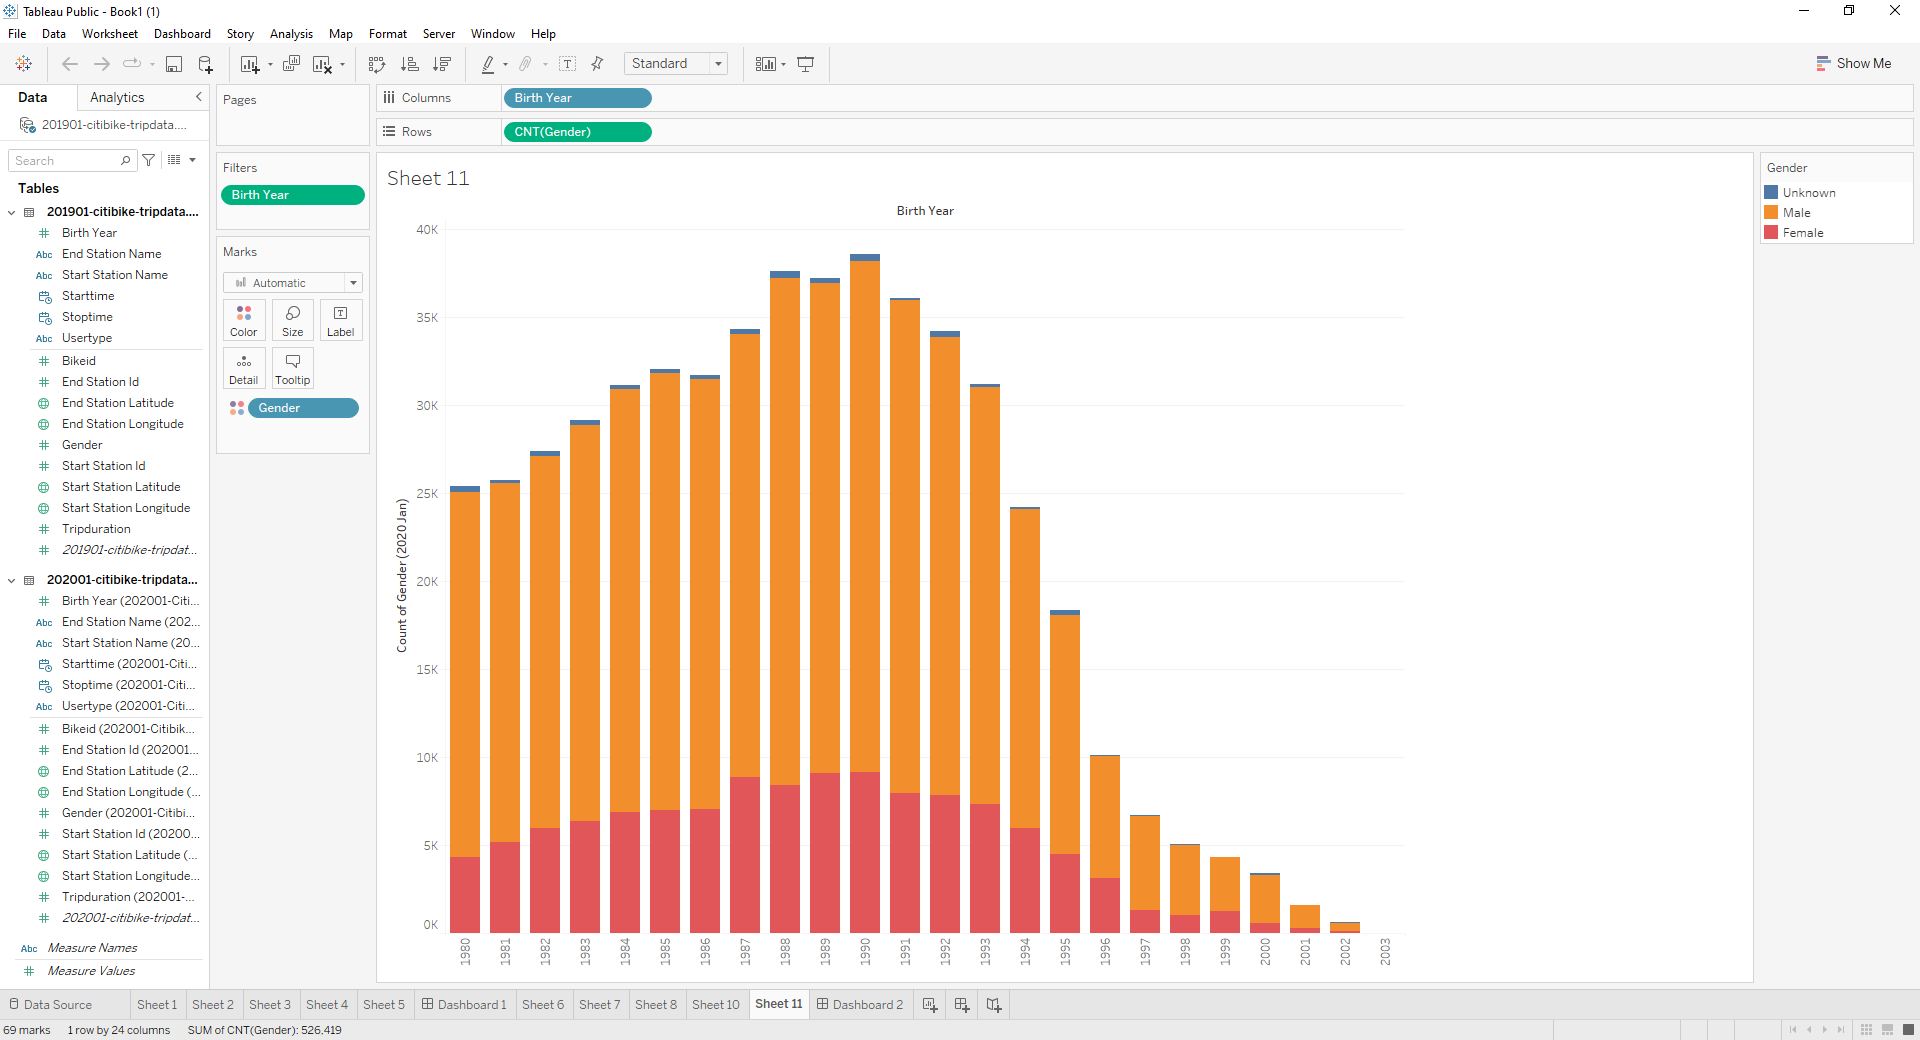 Tableau Public - Book1 (1)
File Data Worksheet Dashboard Story Analysis Map Format Server Window Help
Standard
Show Me
Data Analytics
201901-citibike-tripdata....
Search
Tables
201901-citibike-tripdata....
# Birth Year
Abc End Station Name
Abc Start Station Name
Starttime
Stoptime
Abc Usertype
# Bikeid
# End Station Id
End Station Latitude
End Station Longitude
# Gender
# Start Station Id
Start Station Latitude
Start Station Longitude
# Tripduration
# 201901-citibike-tripdat...
202001-citibike-tripdata...
# Birth Year (202001-Citi...
Abc End Station Name (202...
Abc Start Station Name (20...
Starttime (202001-Citi...
Stoptime (202001-Citi...
Abc Usertype (202001-Citi...
# Bikeid (202001-Citibik...
# End Station Id (202001...
End Station Latitude (2...
End Station Longitude (...
# Gender (202001-Citibi...
# Start Station Id (20200...
Start Station Latitude (...
Start Station Longitude...
# Tripduration (202001-...
# 202001-citibike-tripdat...
Abc Measure Names
# Measure Values
Pages
Filters
Birth Year
Marks
Automatic
Color Size Label
Detail Tooltip
Gender
Columns Birth Year
Rows CNT(Gender)
Sheet 11
Birth Year
40K
35K
30K
25K
20K
15K
10K
5K
0K
Count of Gender (2020 Jan)
1980 1981 1982 1983 1984 1985 1986 1987 1988 1989 1990 1991 1992 1993 1994 1995 1996 1997 1998 1999 2000 2001 2002 2003
Gender
Unknown
Male
Female
Data Source Sheet 1 Sheet 2 Sheet 3 Sheet 4 Sheet 5 Dashboard 1 Sheet 6 Sheet 7 Sheet 8 Sheet 10 Sheet 11 Dashboard 2
69 marks 1 row by 24 columns SUM of CNT(Gender): 526,419